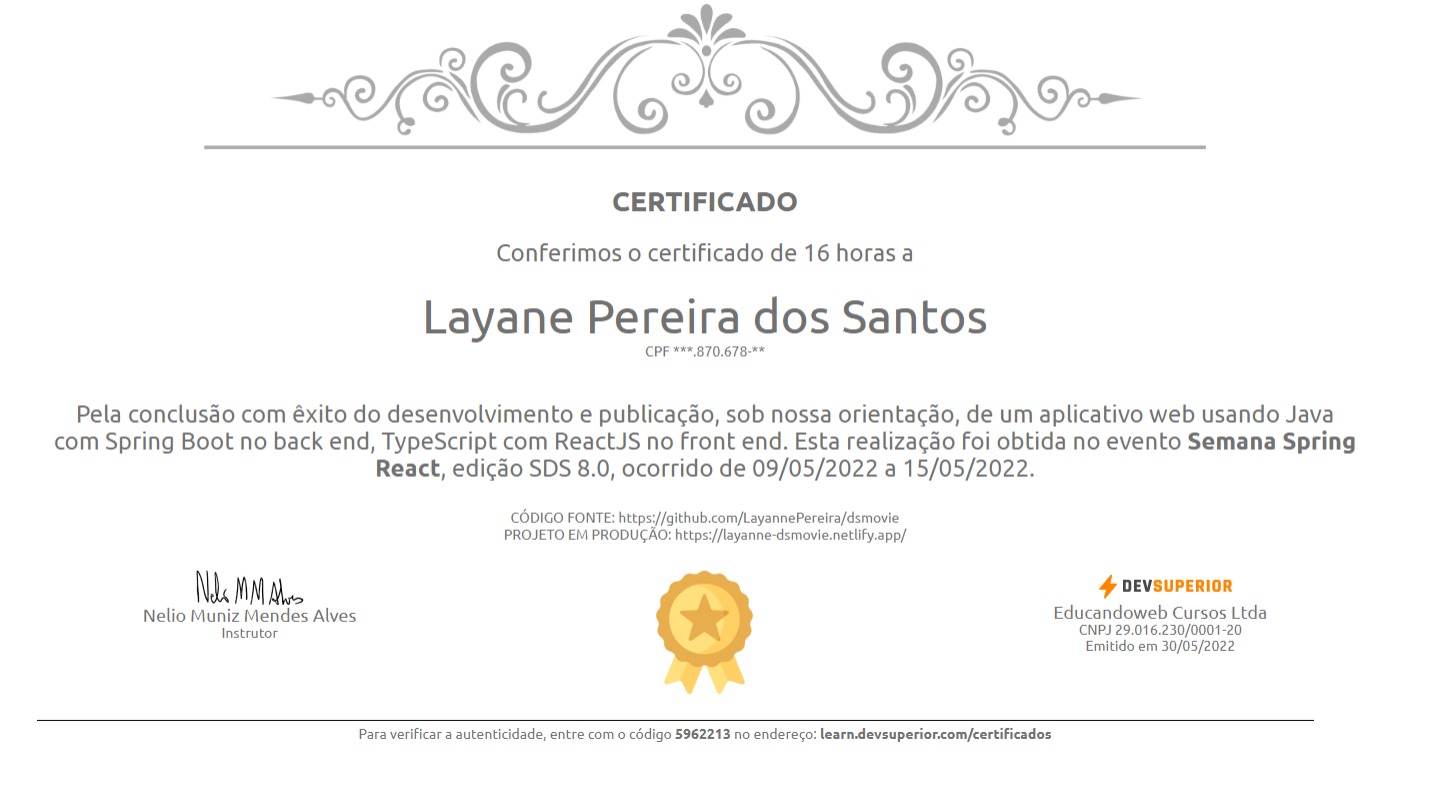 CERTIFICADO
Conferimos o certificado de 16 horas a
Layane Pereira dos Santos
CPF ***.870.678-**
Pela conclusão com êxito do desenvolvimento e publicação, sob nossa orientação, de um aplicativo web usando Java
com Spring Boot no back end, TypeScript com ReactJS no front end. Esta realização foi obtida no evento Semana Spring
React, edição SDS 8.0, ocorrido de 09/05/2022 a 15/05/2022.
CÓDIGO FONTE: https://github.com/LayannePereira/dsmovie
PROJETO EM PRODUÇÃO: https://layanne-dsmovie.netlify.app/
Nelio M M Alves
Nelio Muniz Mendes Alves
Instrutor
DEVSUPERIOR
Educandoweb Cursos Ltda
CNPJ 29.016.230/0001-20
Emitido em 30/05/2022
Para verificar a autenticidade, entre com o código 5962213 no endereço: learn.devsuperior.com/certificados